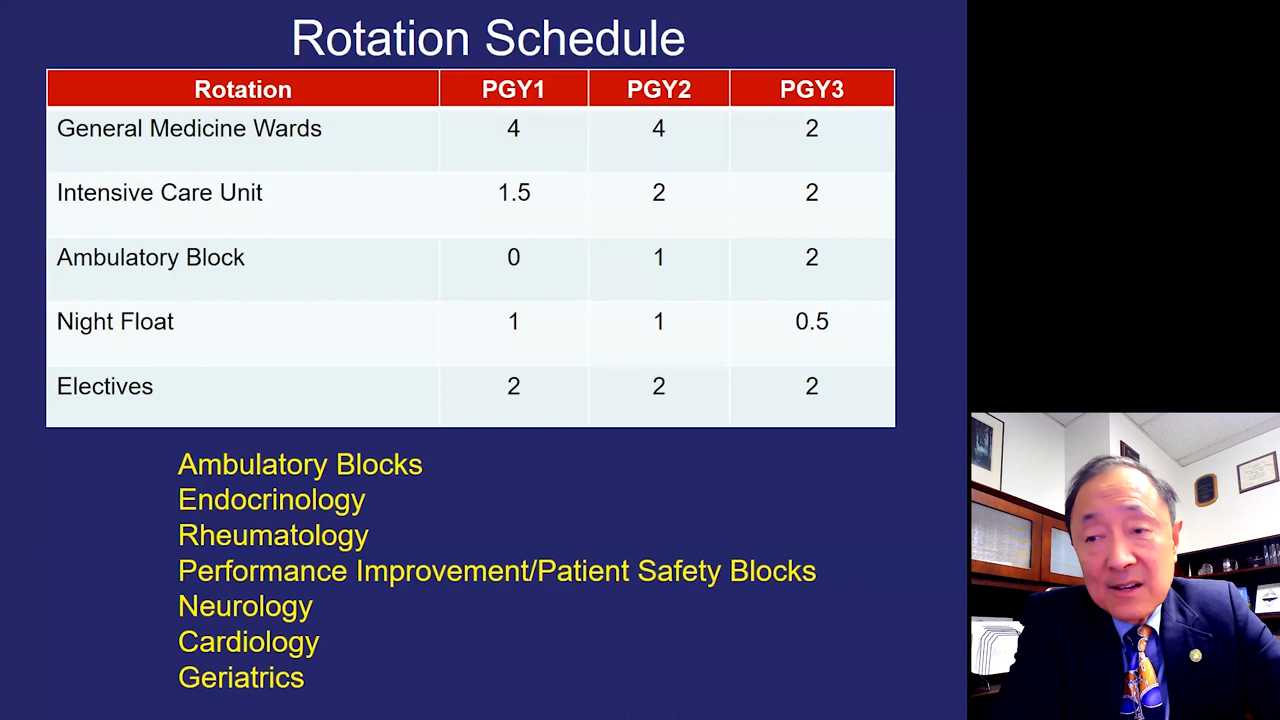 Rotation Schedule
Rotation PGY1 PGY2 PGY3
General Medicine Wards 4 4 2
Intensive Care Unit 1.5 2 2
Ambulatory Block 0 1 2
Night Float 1 1 0.5
Electives 2 2 2
Ambulatory Blocks
Endocrinology
Rheumatology
Performance Improvement/Patient Safety Blocks
Neurology
Cardiology
Geriatrics